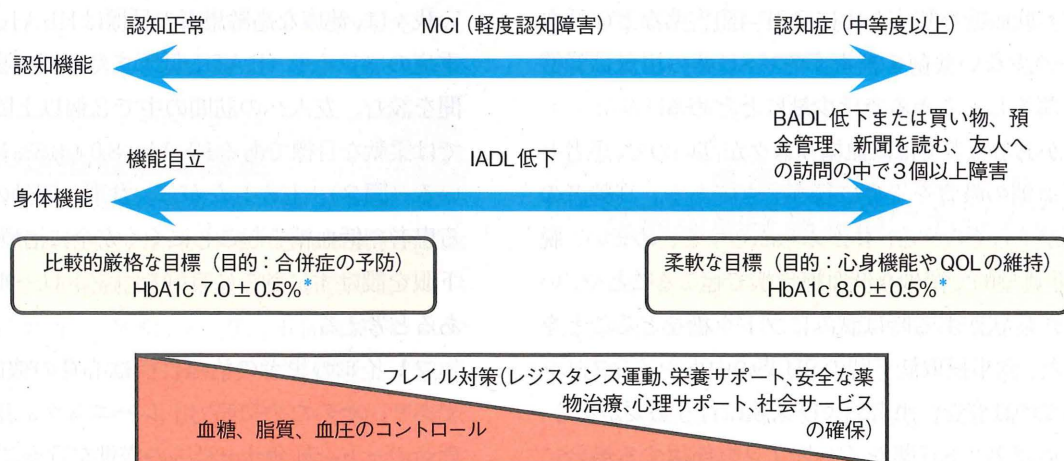 認知正常
MCI(軽度認知障害)
認知症(中等度以上)
認知機能
BADL低下または買い物、預
金管理、新聞を読む、友人へ
の訪問の中で3個以上障害
機能自立
IADL低下
身体機能
比較的厳格な目標(目的:合併症の予防)
HbA1c 7.0±0.5%*
柔軟な目標(目的:心身機能やQOLの維持)
HbA1c 8.0±0.5%*
フレイル対策(レジスタンス運動、栄養サポート、安全な薬
物治療、心理サポート、社会サービス
の確保)
血糖、脂質、血圧のコントロール